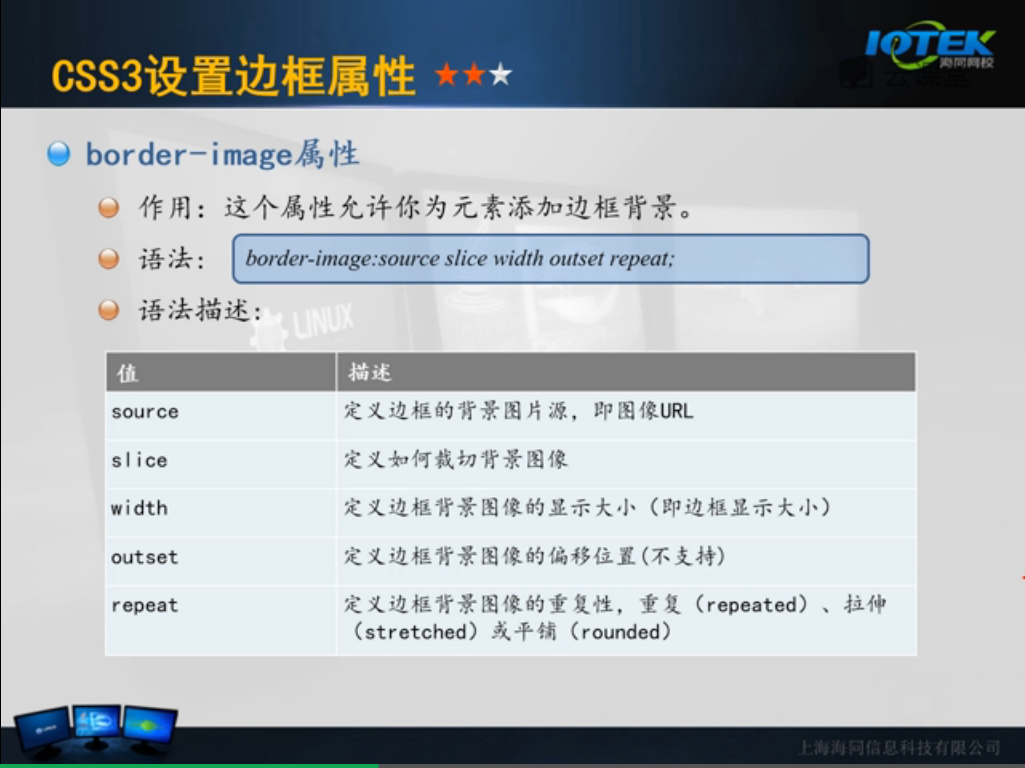 CSS3设置边框属性
IOTEK
海同网校
云课堂
border-image属性
作用：这个属性允许你为元素添加边框背景。
语法：
border-image:source slice width outset repeat;
语法描述：
LINUX
值 描述
source 定义边框的背景图片源，即图像URL
slice 定义如何裁切背景图像
width 定义边框背景图像的显示大小（即边框显示大小）
outset 定义边框背景图像的偏移位置(不支持)
repeat 定义边框背景图像的重复性，重复（repeated）、拉伸
（stretched）或平铺（rounded）
上海海同信息科技有限公司